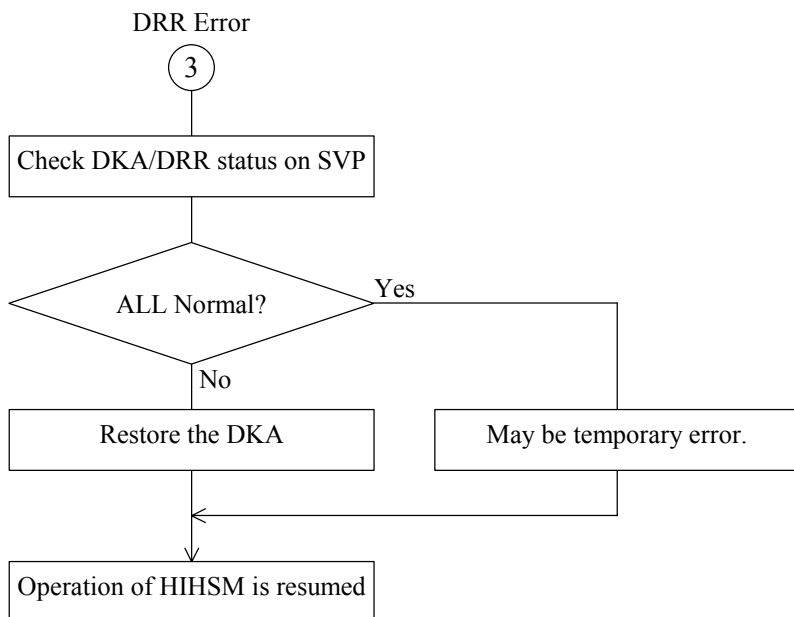 DRR Error
3
Check DKA/DRR status on SVP
ALL Normal?
Yes
No
Restore the DKA
May be temporary error.
Operation of HIHSM is resumed